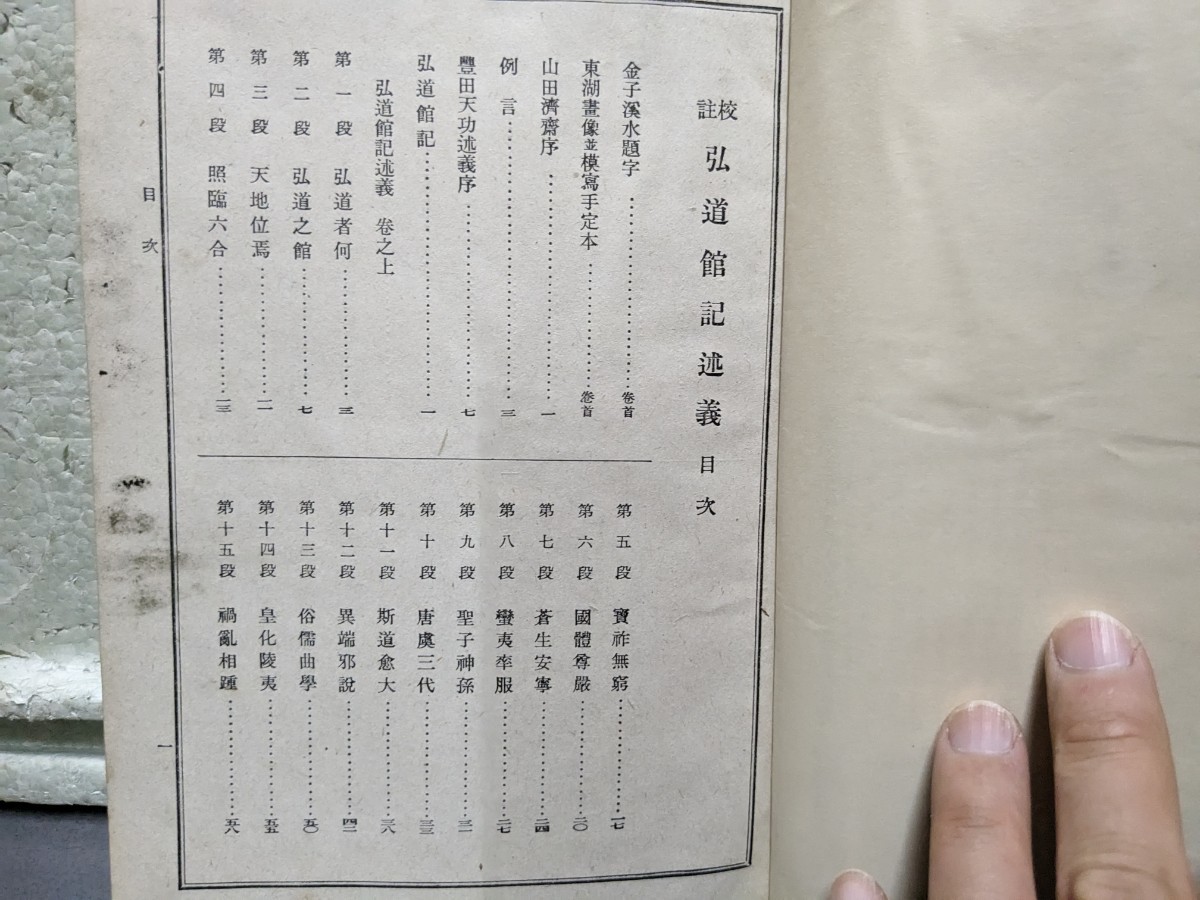 校註 弘道館記述義 目次
金子溪水題字 卷首
東湖畫像並模寫手定本 卷首
山田濟齋序 一
例言 三
豐田天功述義序 七
弘道館記 一
弘道館記述義 卷之上
第一段 弘道者何 三
第二段 弘道之館 七
第三段 天地位焉 一一
第四段 照臨六合 一三
第五段 寶祚無窮 一七
第六段 國體尊嚴 二〇
第七段 蒼生安寧 二四
第八段 蠻夷率服 二七
第九段 聖子神孫 三一
第十段 唐虞三代 三三
第十一段 斯道愈大 三八
第十二段 異端邪說 四二
第十三段 俗儒曲學 五〇
第十四段 皇化陵夷 五五
第十五段 禍亂相踵 五八
目次
一